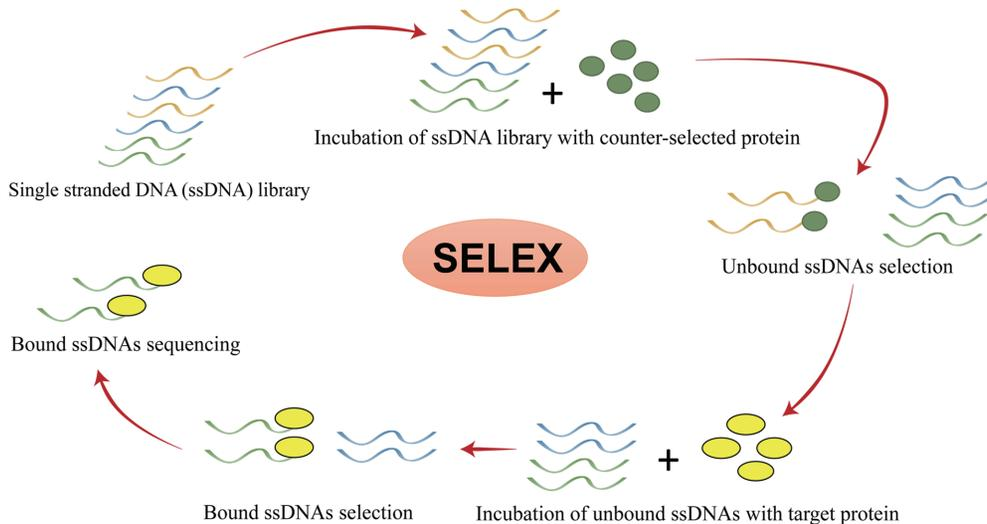 Single stranded DNA (ssDNA) library
+
Incubation of ssDNA library with counter-selected protein
Unbound ssDNAs selection
SELEX
+
Incubation of unbound ssDNAs with target protein
Bound ssDNAs selection
Bound ssDNAs sequencing